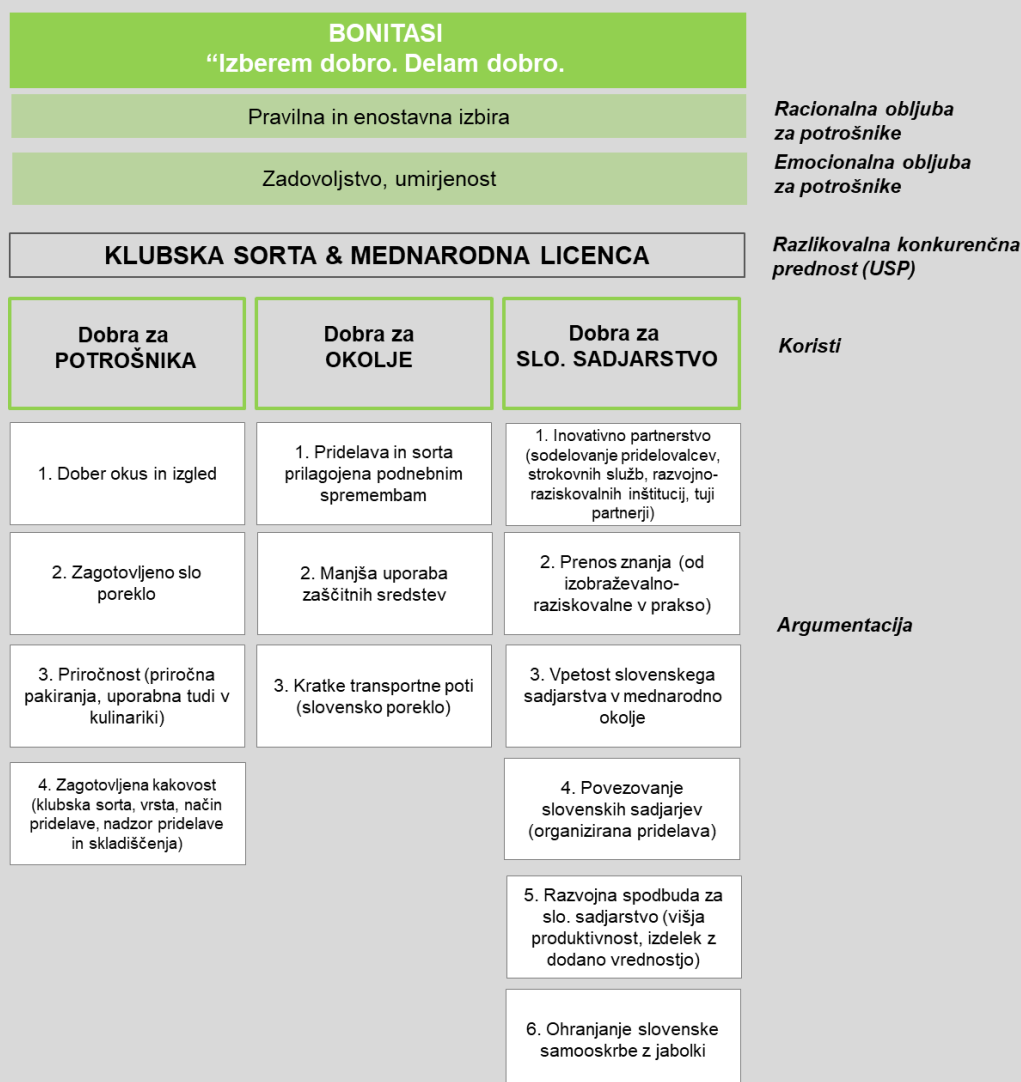 BONITASI
“Izberem dobro. Delam dobro.
Pravilna in enostavna izbira
Racionalna obljuba
za potrošnike
Zadovoljstvo, umirjenost
Emocionalna obljuba
za potrošnike
KLUBSKA SORTA & MEDNARODNA LICENCA
Razlikovalna konkurenčna
prednost (USP)
Dobra za
POTROŠNIKA
Dobra za
OKOLJE
Dobra za
SLO. SADJARSTVO
Koristi
1. Dober okus in izgled
1. Pridelava in sorta
prilagojena podnebnim
spremembam
1. Inovativno partnerstvo
(sodelovanje pridelovalcev,
strokovnih služb, razvojno-
raziskovalnih inštitucij, tuji
partnerji)
2. Zagotovljeno slo
poreklo
2. Manjša uporaba
zaščitnih sredstev
2. Prenos znanja (od
izobraževalno-
raziskovalne v prakso)
Argumentacija
3. Priročnost (priročna
pakiranja, uporabna tudi v
kulinariki)
3. Kratke transportne poti
(slovensko poreklo)
3. Vpetost slovenskega
sadjarstva v mednarodno
okolje
4. Zagotovljena kakovost
(klubska sorta, vrsta, način
pridelave, nadzor pridelave
in skladiščenja)
4. Povezovanje
slovenskih sadjarjev
(organizirana pridelava)
5. Razvojna spodbuda za
slo. sadjarstvo (višja
produktivnost, izdelek z
dodano vrednostjo)
6. Ohranjanje slovenske
samooskrbe z jabolki